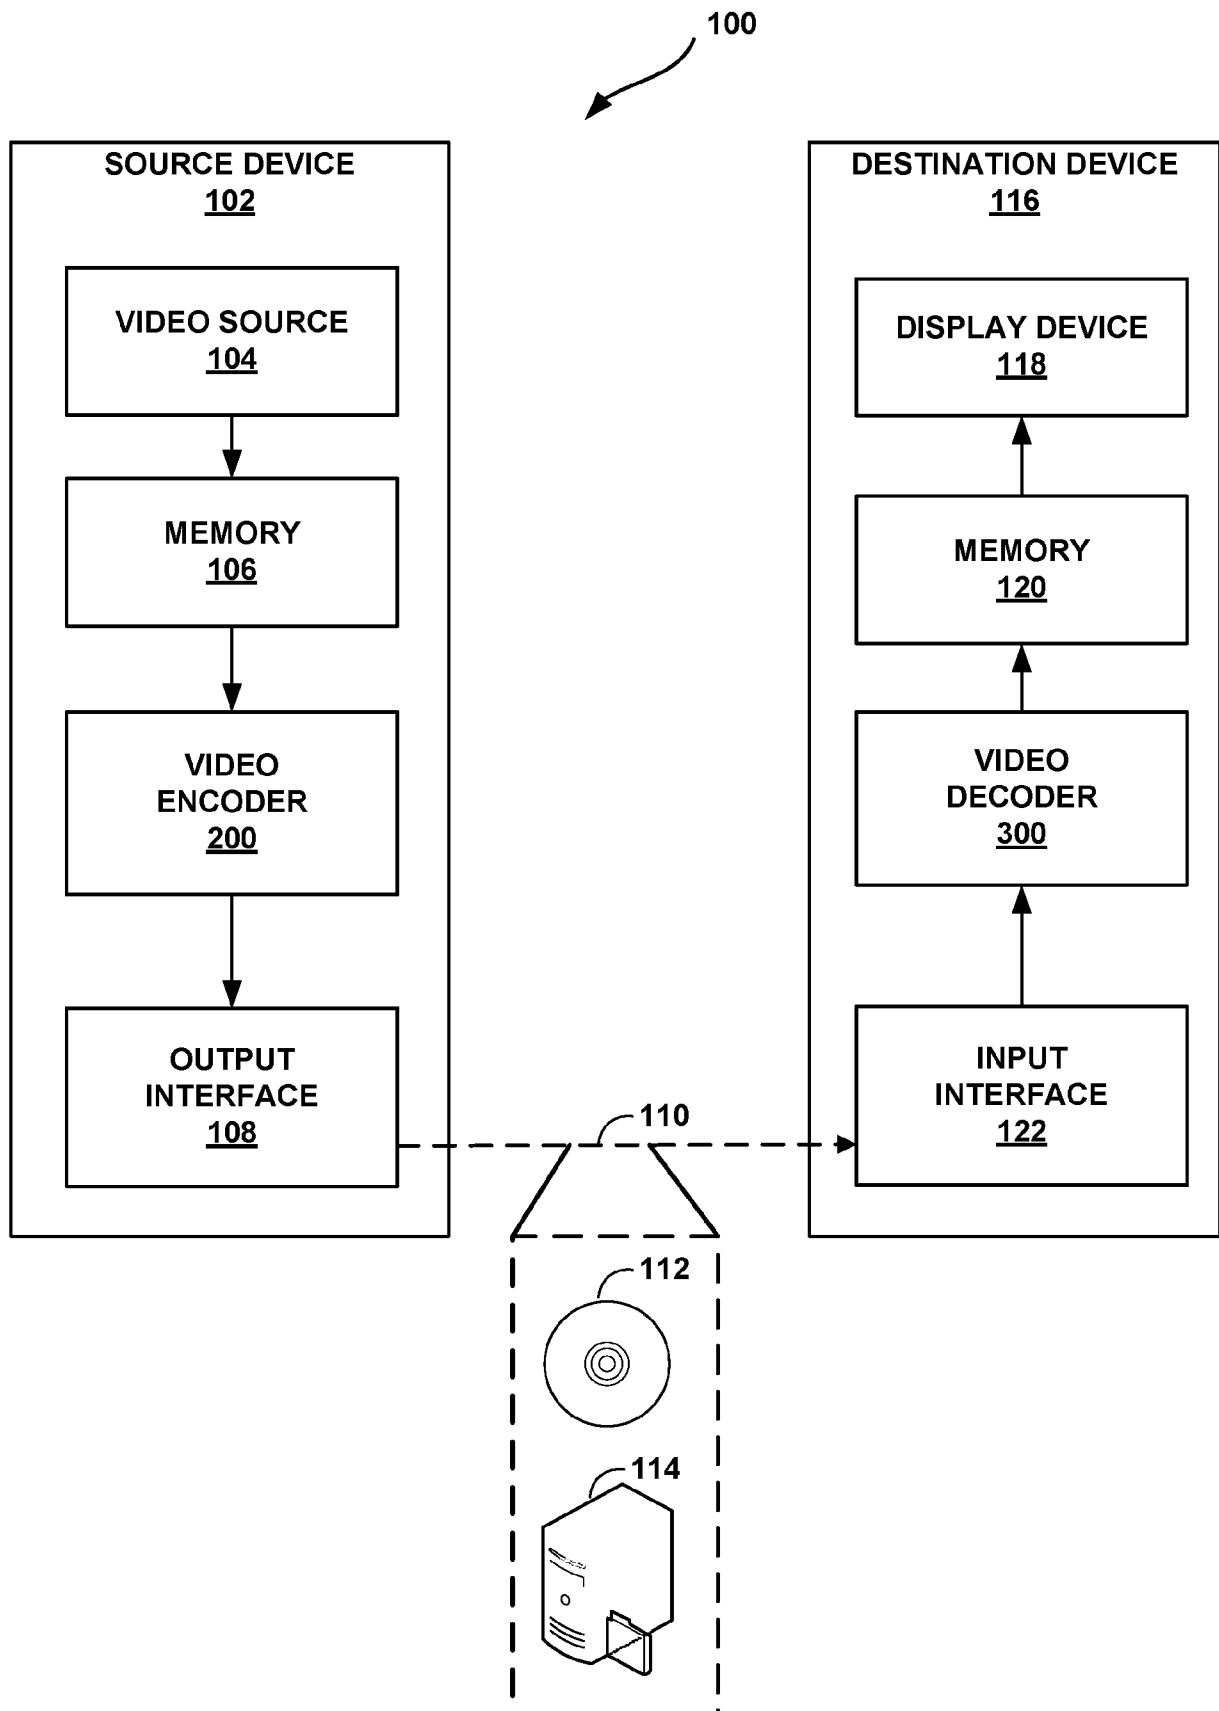 100
SOURCE DEVICE
102
VIDEO SOURCE
104
MEMORY
106
VIDEO
ENCODER
200
OUTPUT
INTERFACE
108
DESTINATION DEVICE
116
DISPLAY DEVICE
118
MEMORY
120
VIDEO
DECODER
300
INPUT
INTERFACE
122
110
112
114